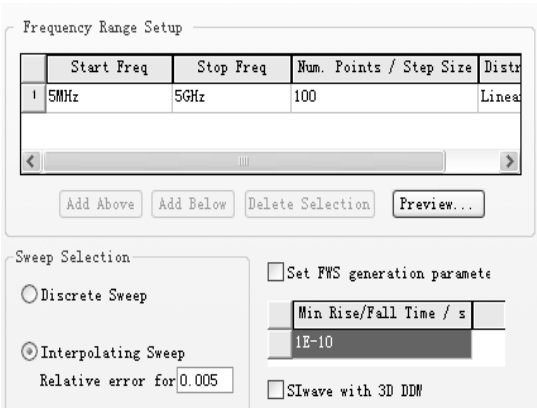 Frequency Range Setup
Start Freq Stop Freq Num. Points / Step Size Distr
1 5MHz 5GHz 100 Linea
Add Above Add Below Delete Selection Preview...
Sweep Selection
Set FWS generation paramete
Discrete Sweep
Min Rise/Fall Time / s
1E-10
Interpolating Sweep
Relative error for 0.005
SIwave with 3D DDM